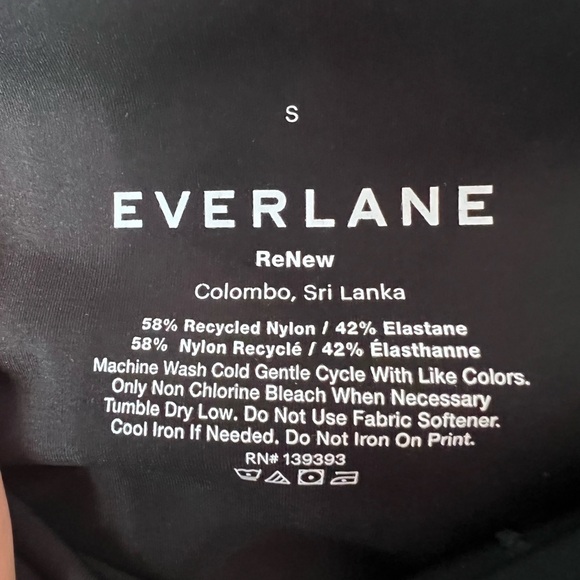 S
EVERLANE
ReNew
Colombo, Sri Lanka
58% Recycled Nylon / 42% Elastane
58% Nylon Recyclé / 42% Élasthanne
Machine Wash Cold Gentle Cycle With Like Colors.
Only Non Chlorine Bleach When Necessary
Tumble Dry Low. Do Not Use Fabric Softener.
Cool Iron If Needed. Do Not Iron On Print.
RN# 139393